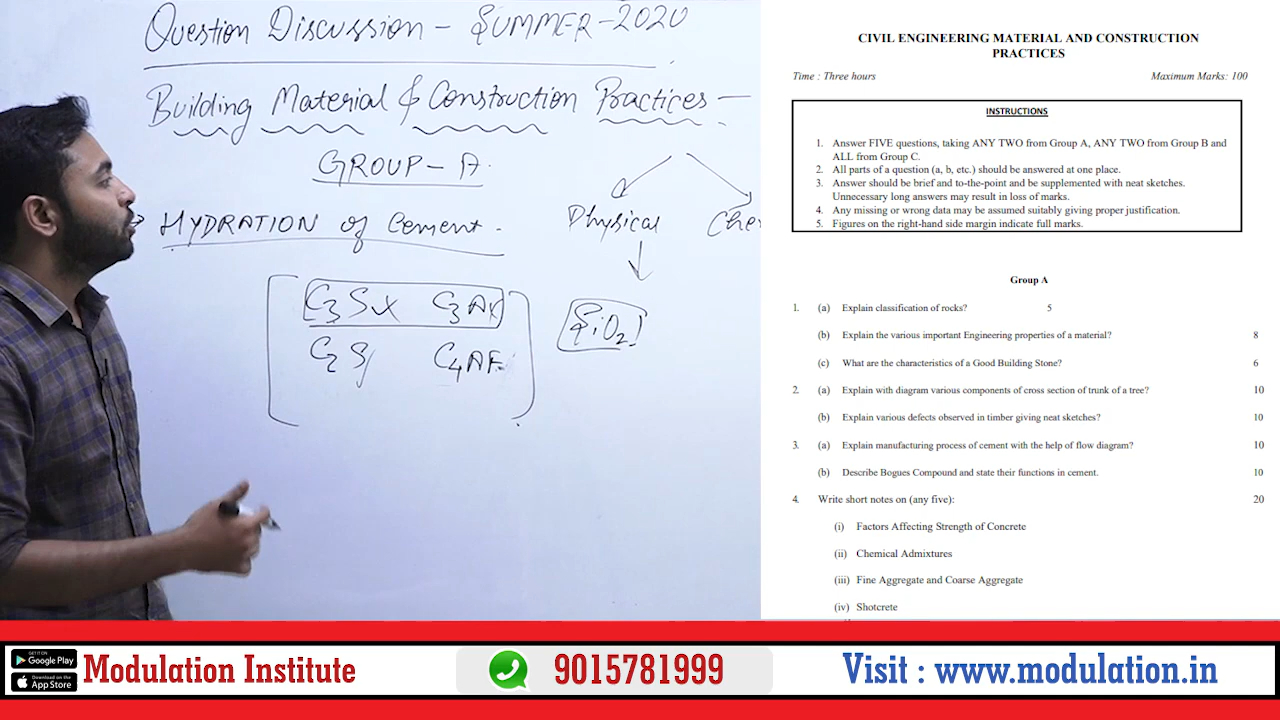 Question Discussion - SUMMER-2020
Building Material & Construction Practices -
GROUP-A.
HYDRATION of Cement.
Physical
C3S C3A
C2S C4AF
SiO2
CIVIL ENGINEERING MATERIAL AND CONSTRUCTION
PRACTICES
Time : Three hours Maximum Marks: 100
INSTRUCTIONS
1. Answer FIVE questions, taking ANY TWO from Group A, ANY TWO from Group B and
ALL from Group C.
2. All parts of a question (a, b, etc.) should be answered at one place.
3. Answer should be brief and to-the-point and be supplemented with neat sketches.
Unnecessary long answers may result in loss of marks.
4. Any missing or wrong data may be assumed suitably giving proper justification.
5. Figures on the right-hand side margin indicate full marks.
Group A
1. (a) Explain classification of rocks? 5
(b) Explain the various important Engineering properties of a material? 8
(c) What are the characteristics of a Good Building Stone? 6
2. (a) Explain with diagram various components of cross section of trunk of a tree? 10
(b) Explain various defects observed in timber giving neat sketches? 10
3. (a) Explain manufacturing process of cement with the help of flow diagram? 10
(b) Describe Bogues Compound and state their functions in cement. 10
4. Write short notes on (any five): 20
(i) Factors Affecting Strength of Concrete
(ii) Chemical Admixtures
(iii) Fine Aggregate and Coarse Aggregate
(iv) Shotcrete
GET IT ON
Google Play
Download on the
App Store
Modulation Institute
9015781999
Visit : www.modulation.in